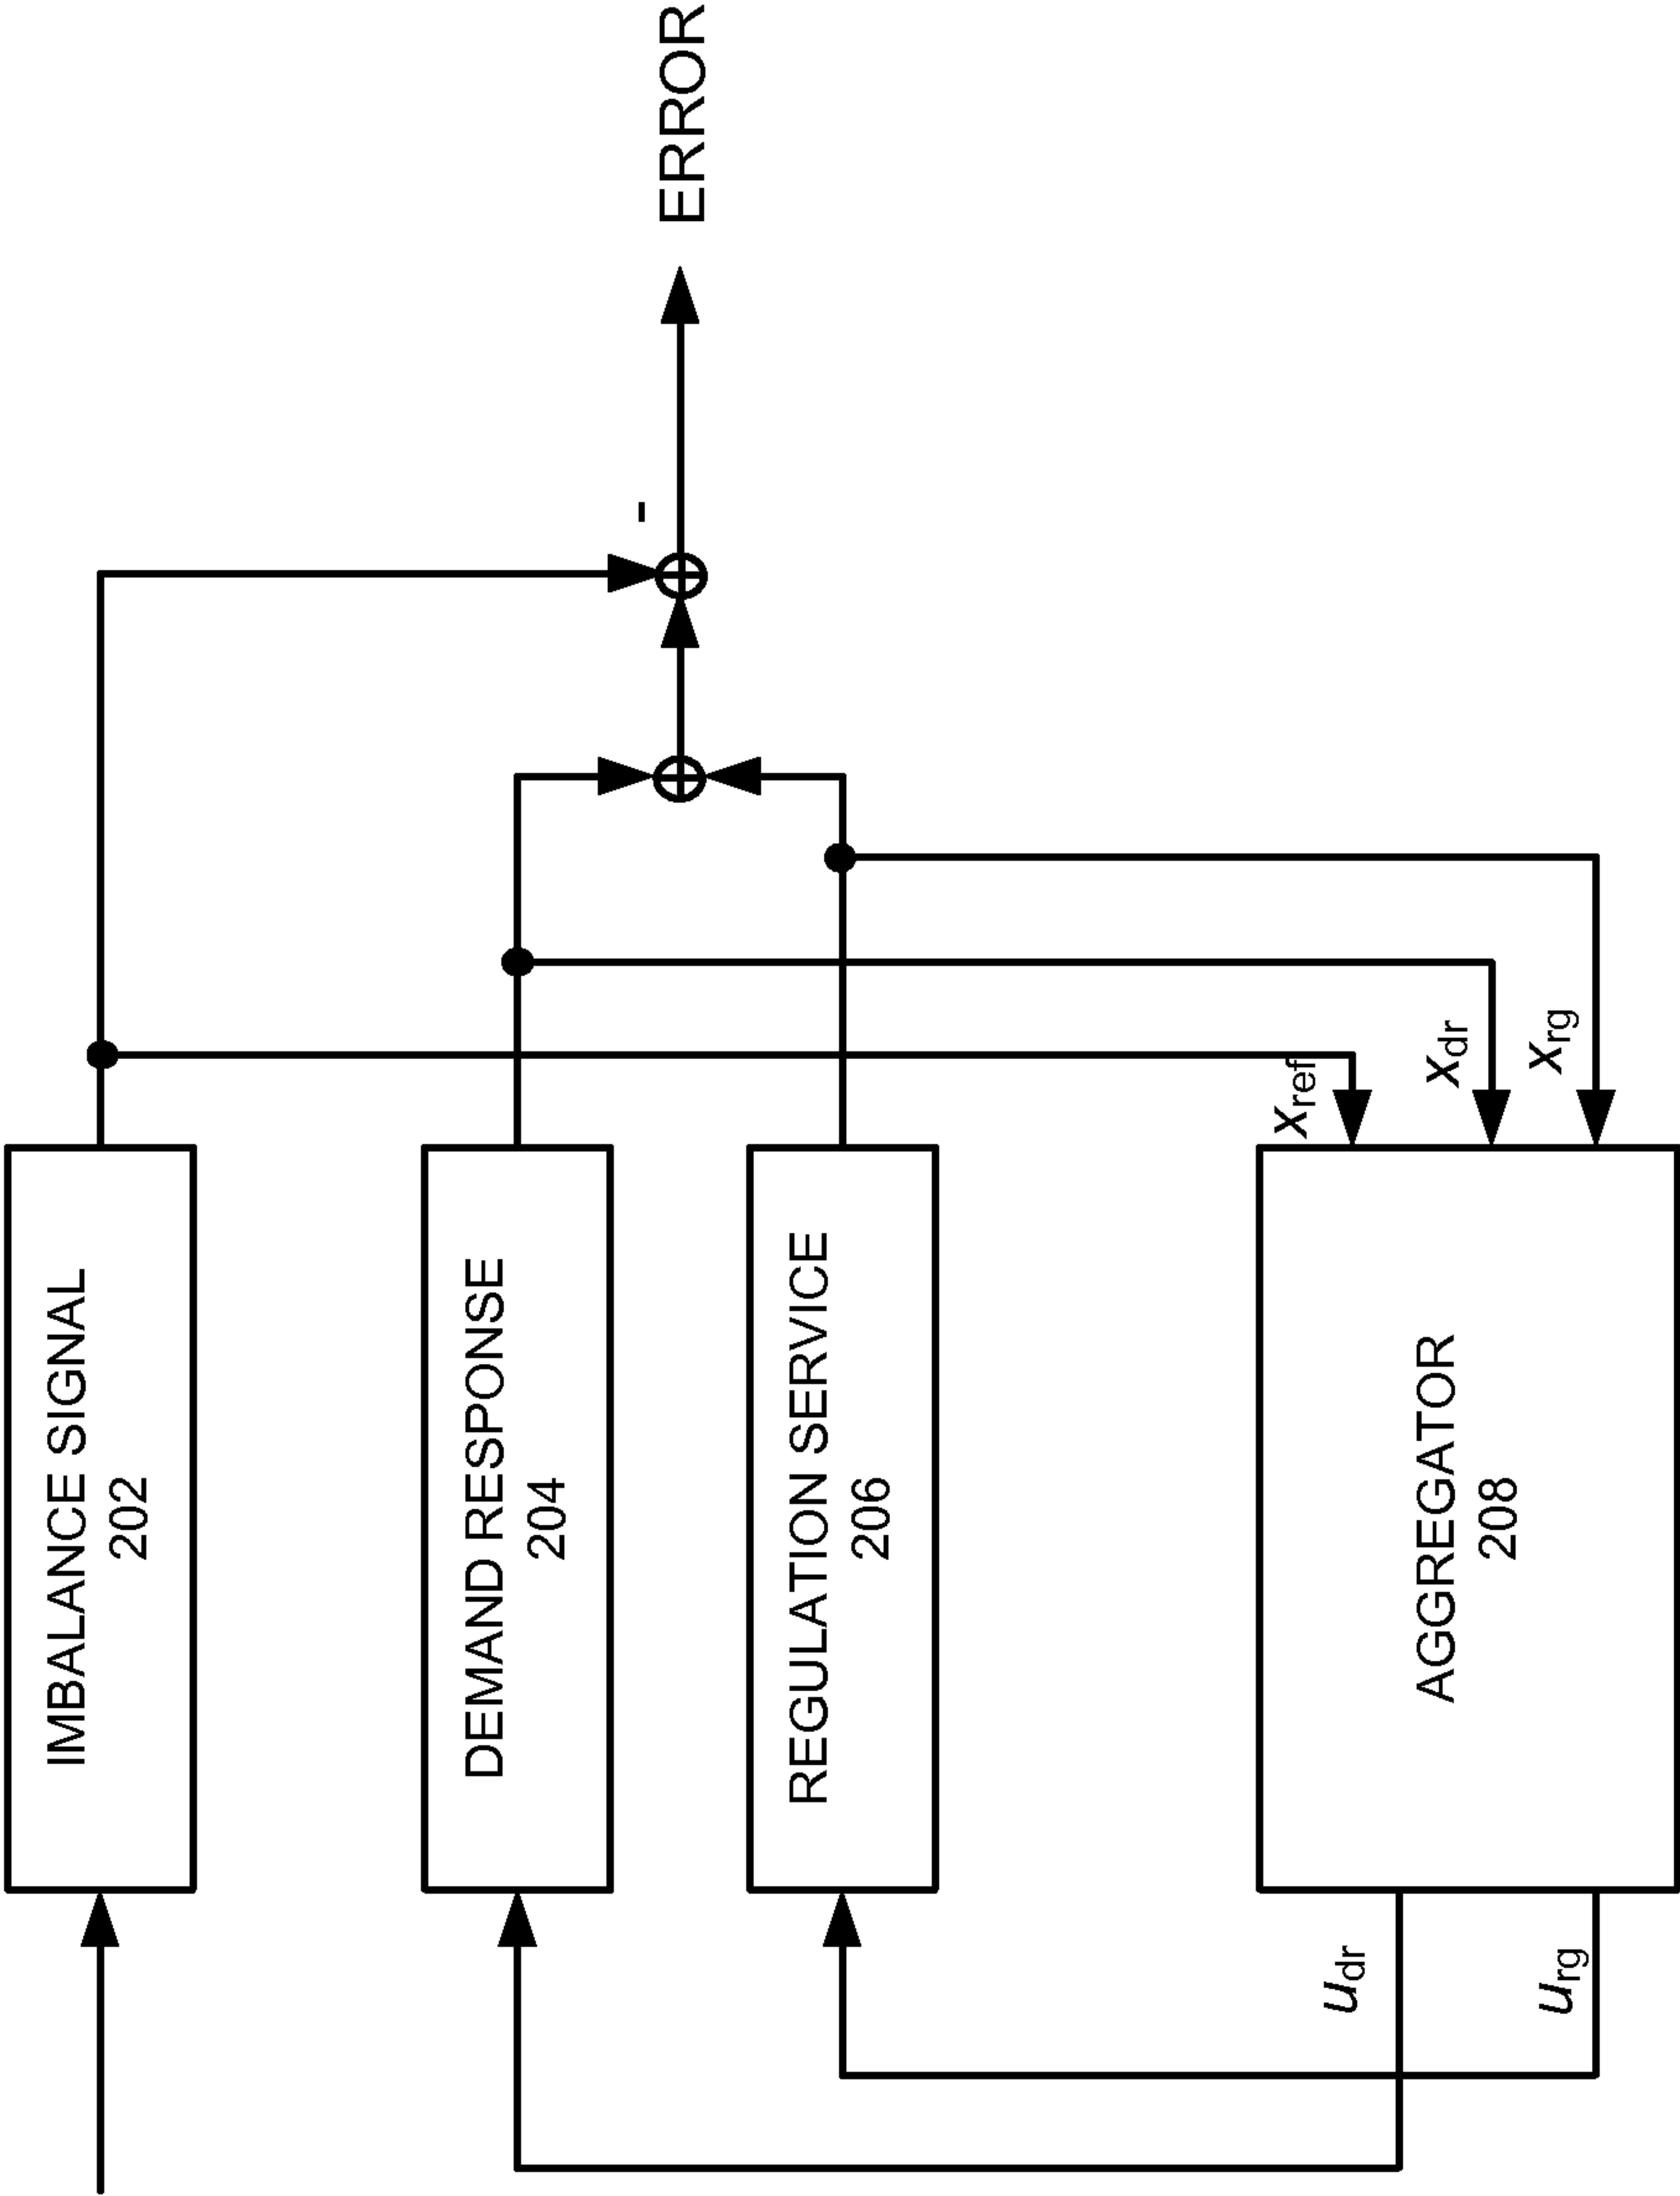 IMBALANCE SIGNAL
202
-
ERROR
DEMAND RESPONSE
204
REGULATION SERVICE
206
xref
xdr
xrg
AGGREGATOR
208
udr
urg